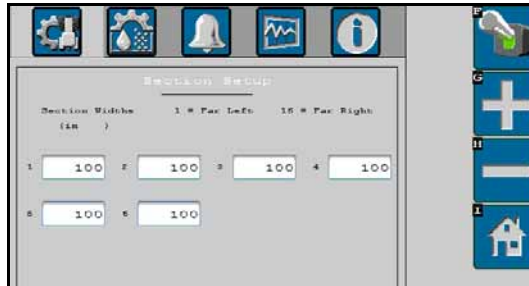 F
Section Setup
G
Section Widths 1 = Far Left 16 = Far Right
(in )
H
1 100 2 100 3 100 4 100
I
5 100 6 100